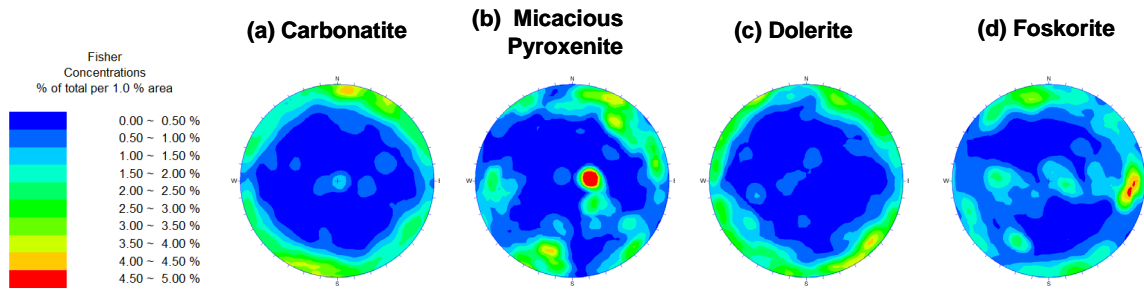 (a) Carbonatite
(b) Micacious
Pyroxenite
(c) Dolerite
(d) Foskorite
Fisher
Concentrations
% of total per 1.0 % area
0.00 ~ 0.50 %
0.50 ~ 1.00 %
1.00 ~ 1.50 %
1.50 ~ 2.00 %
2.00 ~ 2.50 %
2.50 ~ 3.00 %
3.00 ~ 3.50 %
3.50 ~ 4.00 %
4.00 ~ 4.50 %
4.50 ~ 5.00 %
N
W
S
N
W
S
N
W
S
N
W
S